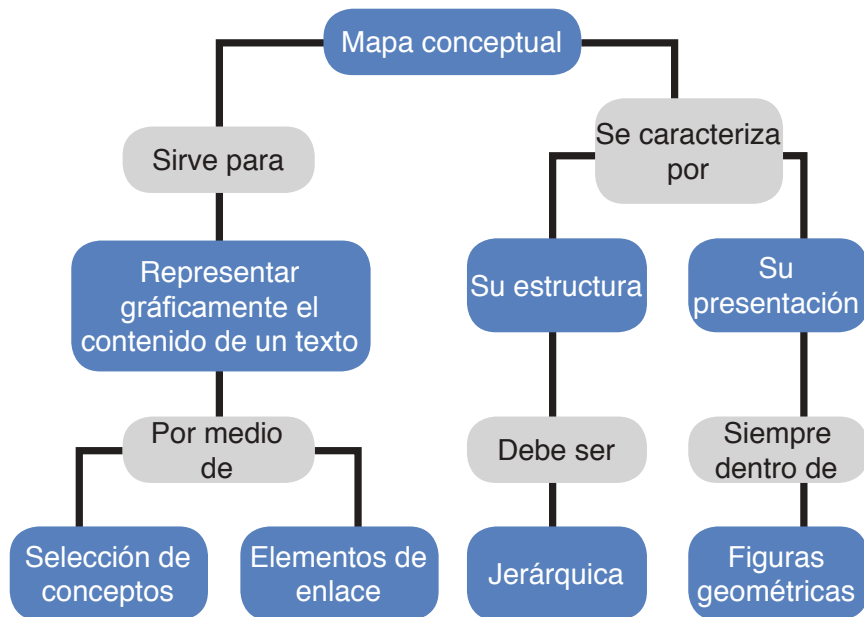 Mapa conceptual
Sirve para
Se caracteriza
por
Representar
gráficamente el
contenido de un texto
Su estructura
Su
presentación
Por medio
de
Debe ser
Siempre
dentro de
Selección de
conceptos
Elementos de
enlace
Jerárquica
Figuras
geométricas